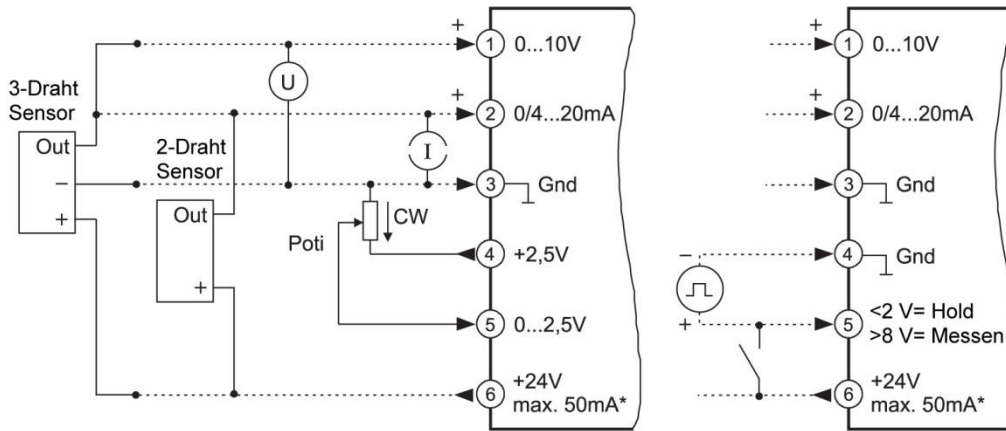 3-Draht
Sensor
Out
−
+
2-Draht
Sensor
Out
+
U
I
Poti
CW
+
1 0...10V
+
2 0/4...20mA
3 Gnd
4 +2,5V
5 0...2,5V
6 +24V
max. 50mA*
+
1 0...10V
+
2 0/4...20mA
3 Gnd
−
4 Gnd
+
5 <2 V= Hold
>8 V= Messen
6 +24V
max. 50mA*